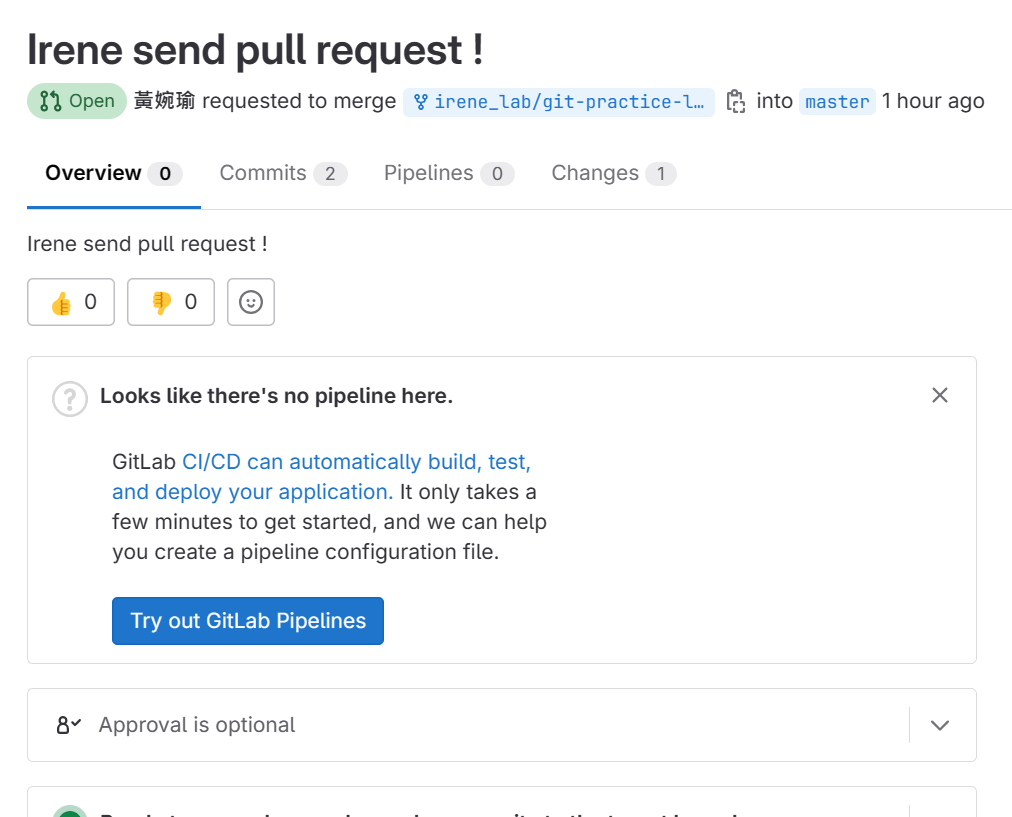 Irene send pull request !
Open 黃婉瑜 requested to merge irene_lab/git-practice-l… into master 1 hour ago
Overview 0 Commits 2 Pipelines 0 Changes 1
Irene send pull request !
👍 0 👎 0
Looks like there's no pipeline here.
GitLab CI/CD can automatically build, test,
and deploy your application. It only takes a
few minutes to get started, and we can help
you create a pipeline configuration file.
Try out GitLab Pipelines
Approval is optional